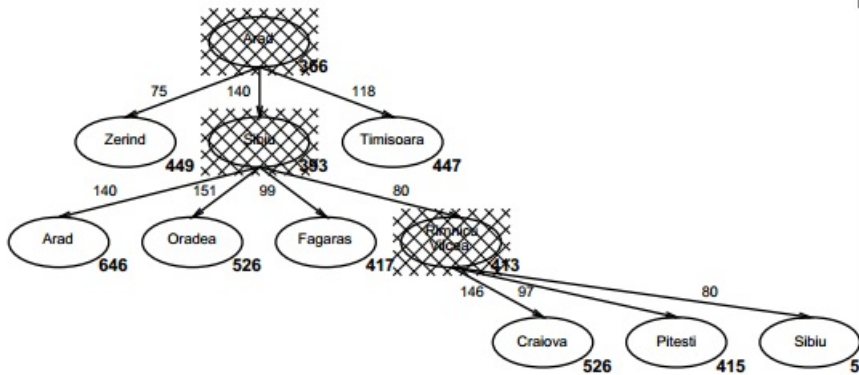 Arad
366
75 140 118
Zerind Sibiu Timisoara
449 393 447
140 151 99 80
Arad Oradea Fagaras Rimnicu
Vilcea
646 526 417 413
146 97 80
Craiova Pitesti Sibiu
526 415 5